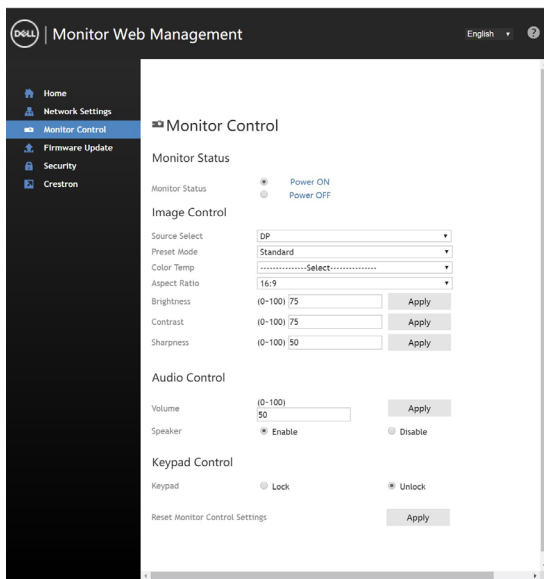 DELL | Monitor Web Management
English
?
Home
Network Settings
Monitor Control
Firmware Update
Security
Crestron
Monitor Control
Monitor Status
Monitor Status Power ON
Power OFF
Image Control
Source Select DP
Preset Mode Standard
Color Temp ---------------Select---------------
Aspect Ratio 16:9
Brightness (0~100) 75 Apply
Contrast (0~100) 75 Apply
Sharpness (0~100) 50 Apply
Audio Control
(0~100)
Volume 50 Apply
Speaker Enable Disable
Keypad Control
Keypad Lock Unlock
Reset Monitor Control Settings Apply